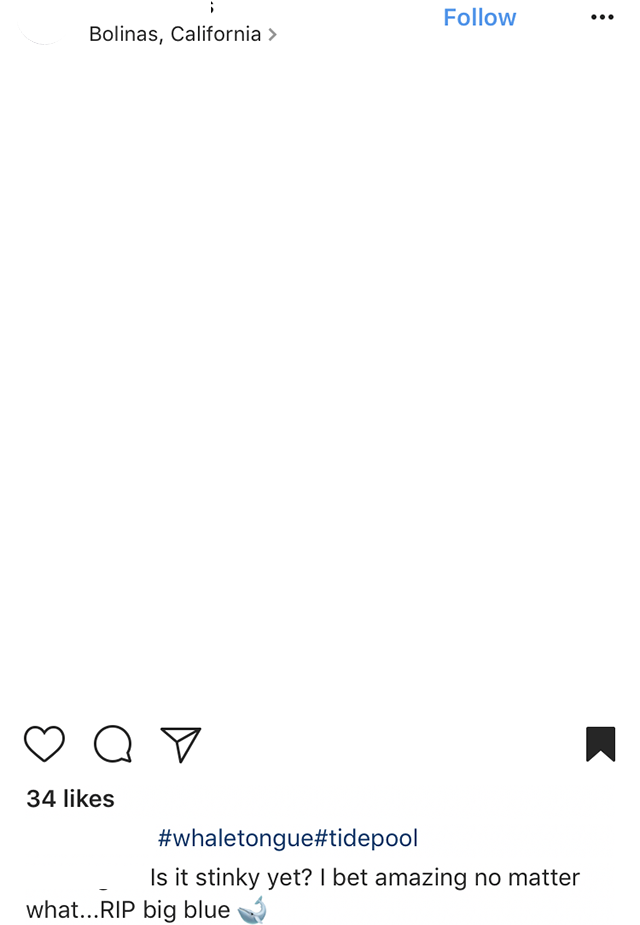 Follow
Bolinas, California
34 likes
#whaletongue#tidepool
Is it stinky yet? I bet amazing no matter
what...RIP big blue 🐋